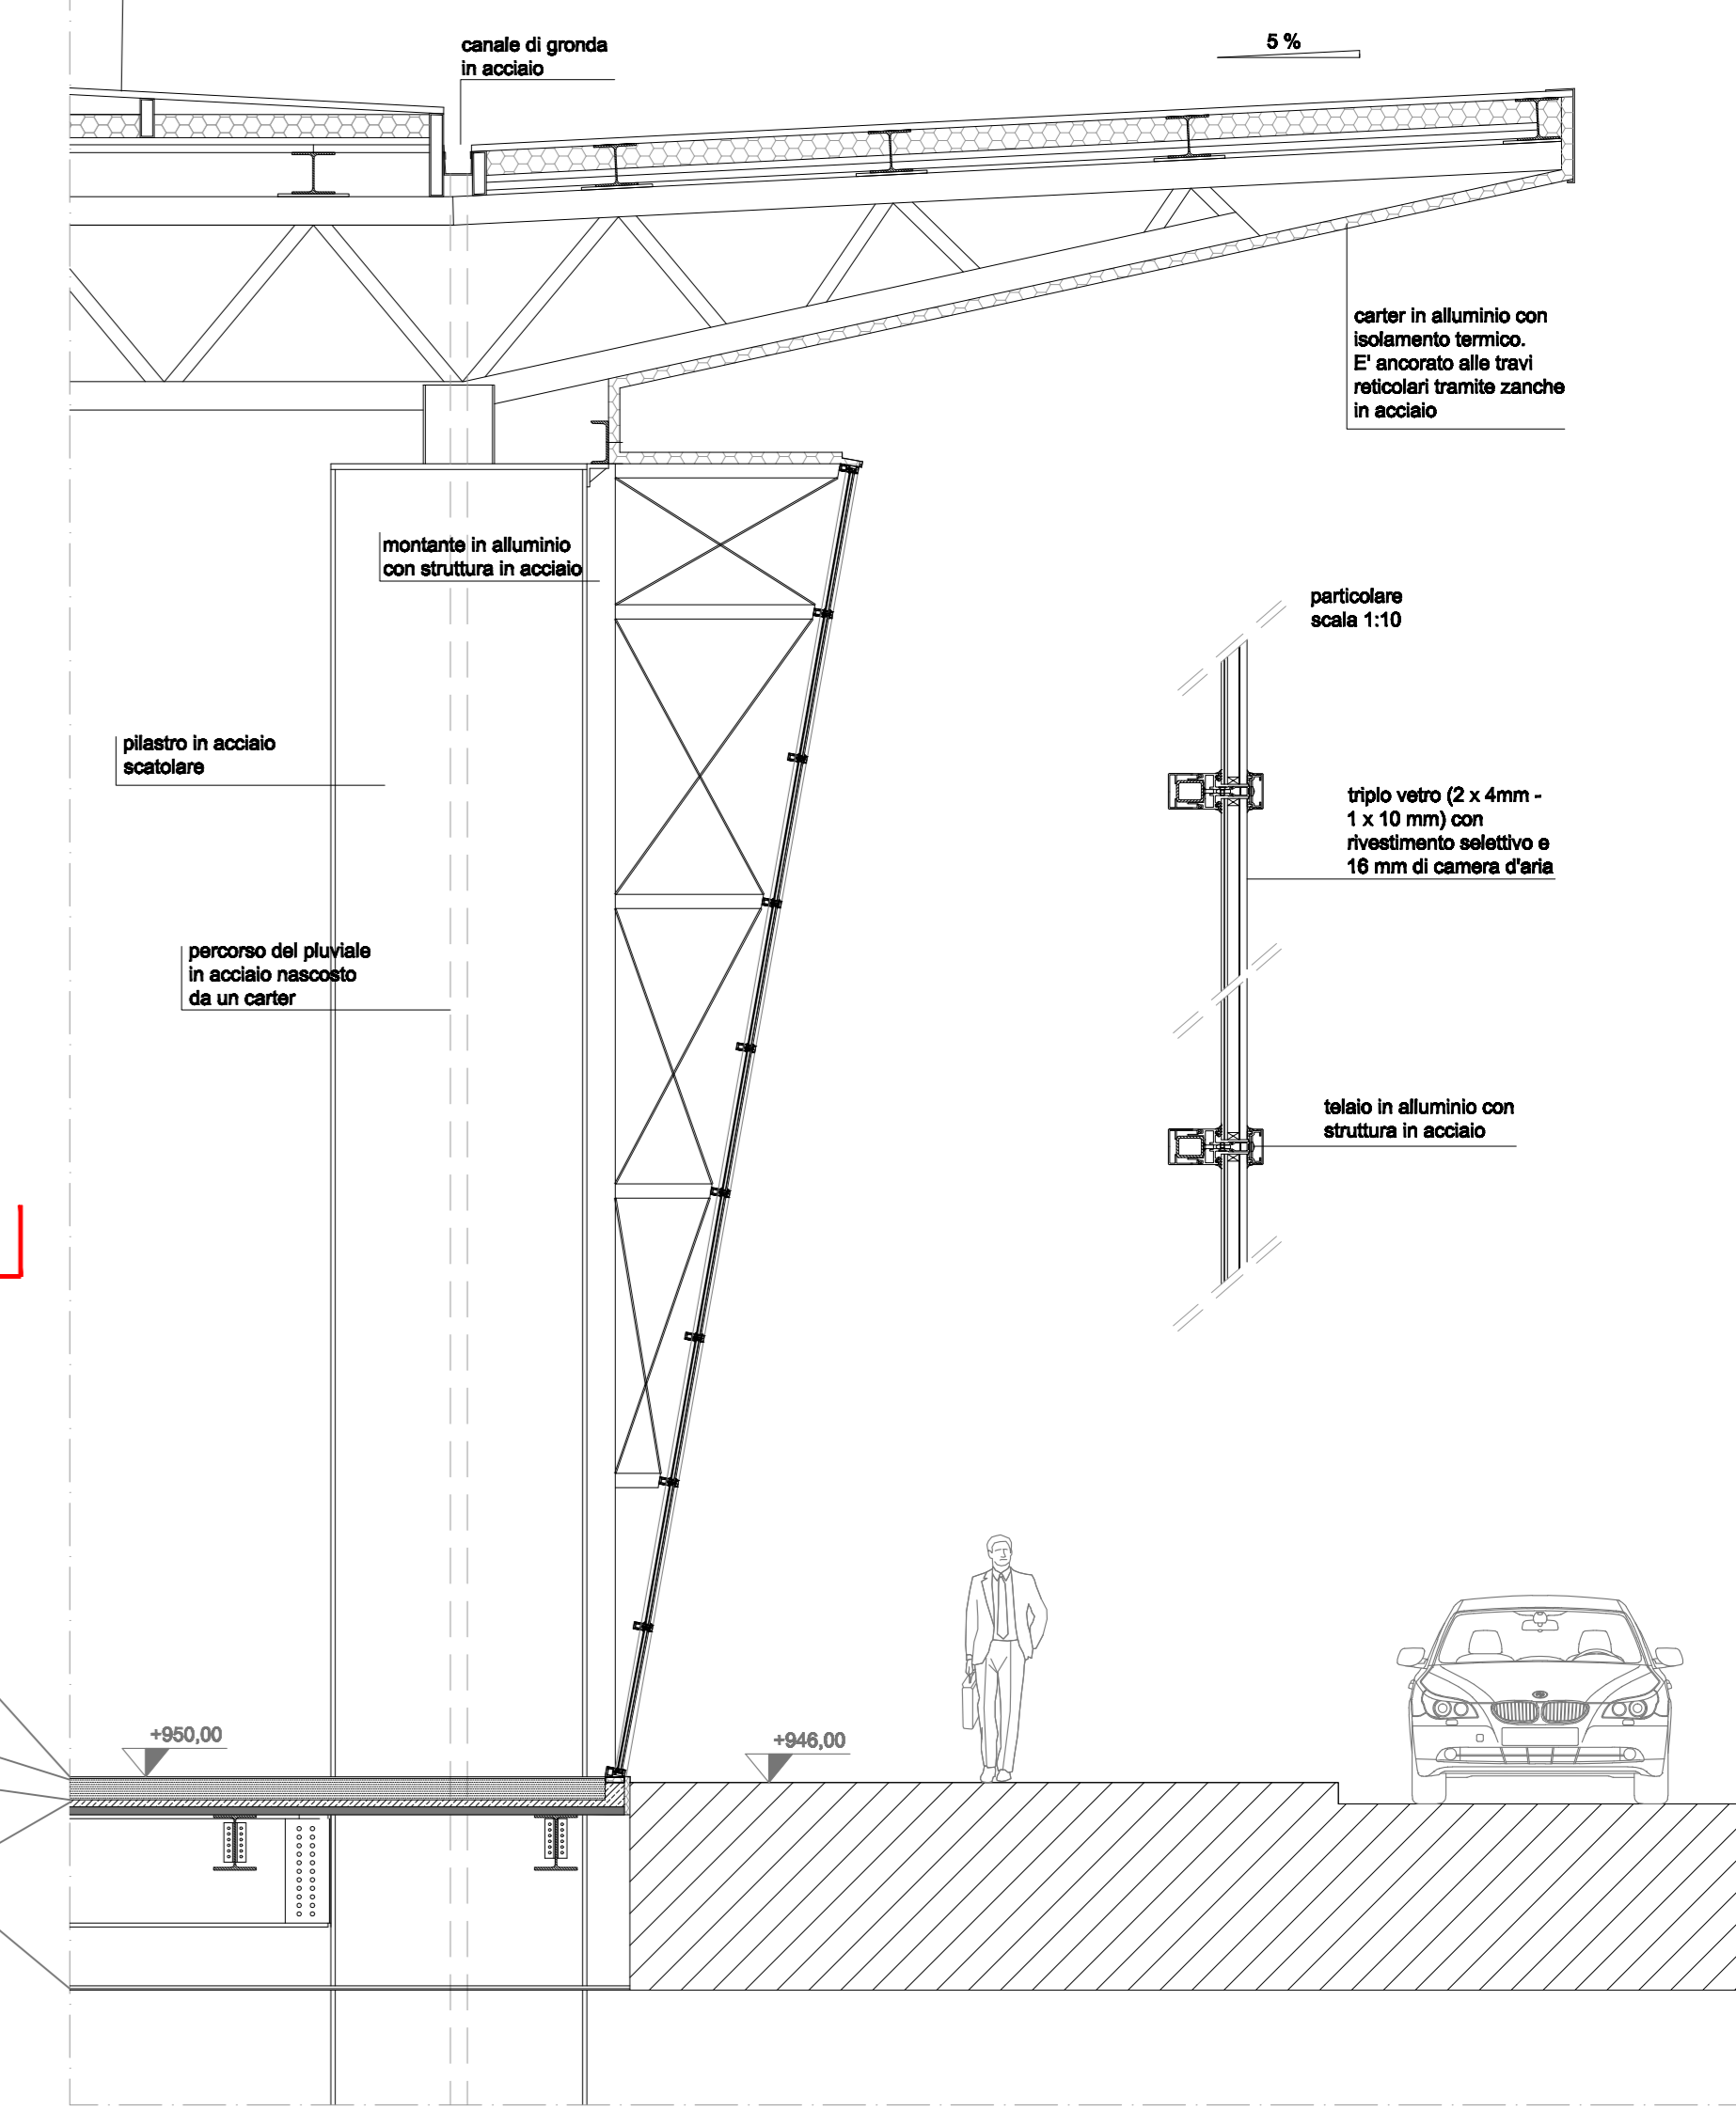 canale di gronda
in acciaio
5 %
carter in alluminio con
isolamento termico.
E' ancorato alle travi
reticolari tramite zanche
in acciaio
montante in alluminio
con struttura in acciaio
particolare
scala 1:10
pilastro in acciaio
scatolare
triplo vetro (2 x 4mm -
1 x 10 mm) con
rivestimento selettivo e
16 mm di camera d'aria
percorso del pluviale
in acciaio nascosto
da un carter
telaio in alluminio con
struttura in acciaio
+950,00
+946,00